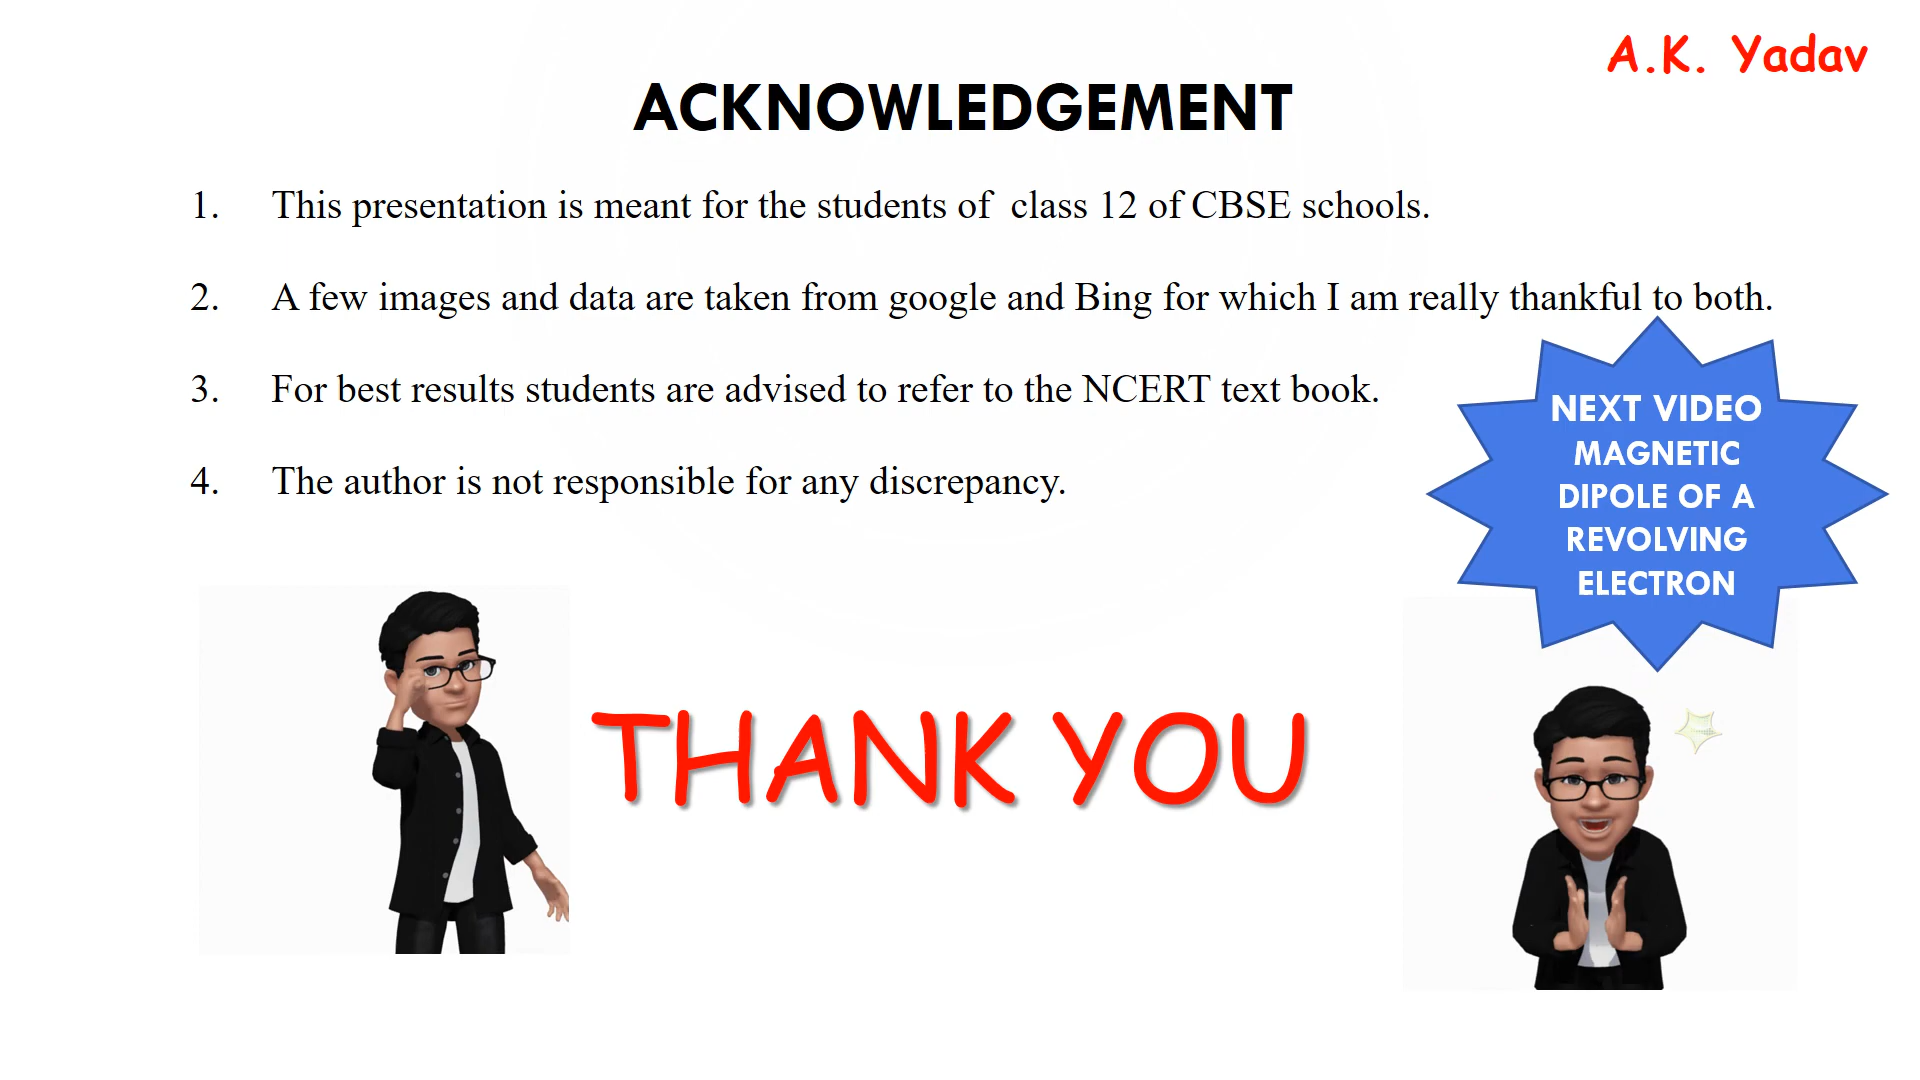 A.K. Yadav
ACKNOWLEDGEMENT
1. This presentation is meant for the students of class 12 of CBSE schools.
2. A few images and data are taken from google and Bing for which I am really thankful to both.
3. For best results students are advised to refer to the NCERT text book.
4. The author is not responsible for any discrepancy.
NEXT VIDEO
MAGNETIC
DIPOLE OF A
REVOLVING
ELECTRON
THANK YOU